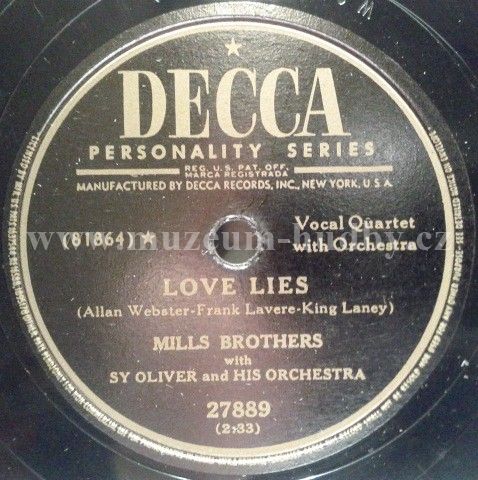 DECCA
PERSONALITY SERIES
REG. U.S. PAT. OFF.
MARCA REGISTRADA
MANUFACTURED BY DECCA RECORDS, INC., NEW YORK, U.S.A.
Vocal Quartet
(81864) ★ with Orchestra
www.muzeum-hudby.cz
LOVE LIES
(Allan Webster-Frank Lavere-King Laney)
MILLS BROTHERS
with
SY OLIVER and HIS ORCHESTRA
27889
(2:33)